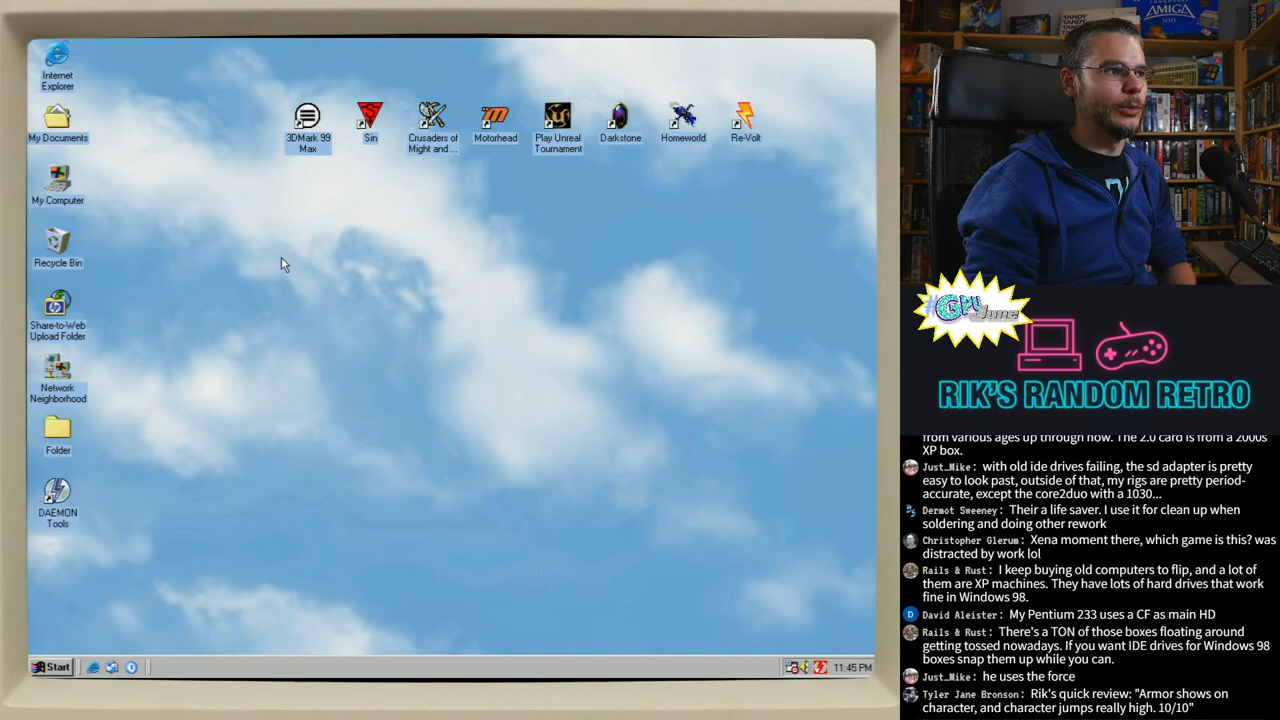 Internet
Explorer
My Documents
My Computer
Recycle Bin
Share-to-Web
Upload Folder
Network
Neighborhood
Folder
DAEMON
Tools
3DMark 99
Max
Sin
Crusaders of
Might and ...
Motorhead
Play Unreal
Tournament
Darkstone
Homeworld
Re-Volt
Start
11:45 PM
AMIGA
500
TANDY
#GPUJune
RIK'S RANDOM RETRO
from various ages up through now. The 2.0 card is from a 2000s
XP box.
Just_Mike: with old ide drives failing, the sd adapter is pretty
easy to look past, outside of that, my rigs are pretty period-
accurate, except the core2duo with a 1030...
Dermot Sweeney: Their a life saver. I use it for clean up when
soldering and doing other rework
Christopher Glerum: Xena moment there, which game is this? was
distracted by work lol
Rails & Rust: I keep buying old computers to flip, and a lot of
them are XP machines. They have lots of hard drives that work
fine in Windows 98.
D David Aleister: My Pentium 233 uses a CF as main HD
Rails & Rust: There's a TON of those boxes floating around
getting tossed nowadays. If you want IDE drives for Windows 98
boxes snap them up while you can.
Just_Mike: he uses the force
Tyler Jane Bronson: Rik's quick review: "Armor shows on
character, and character jumps really high. 10/10"